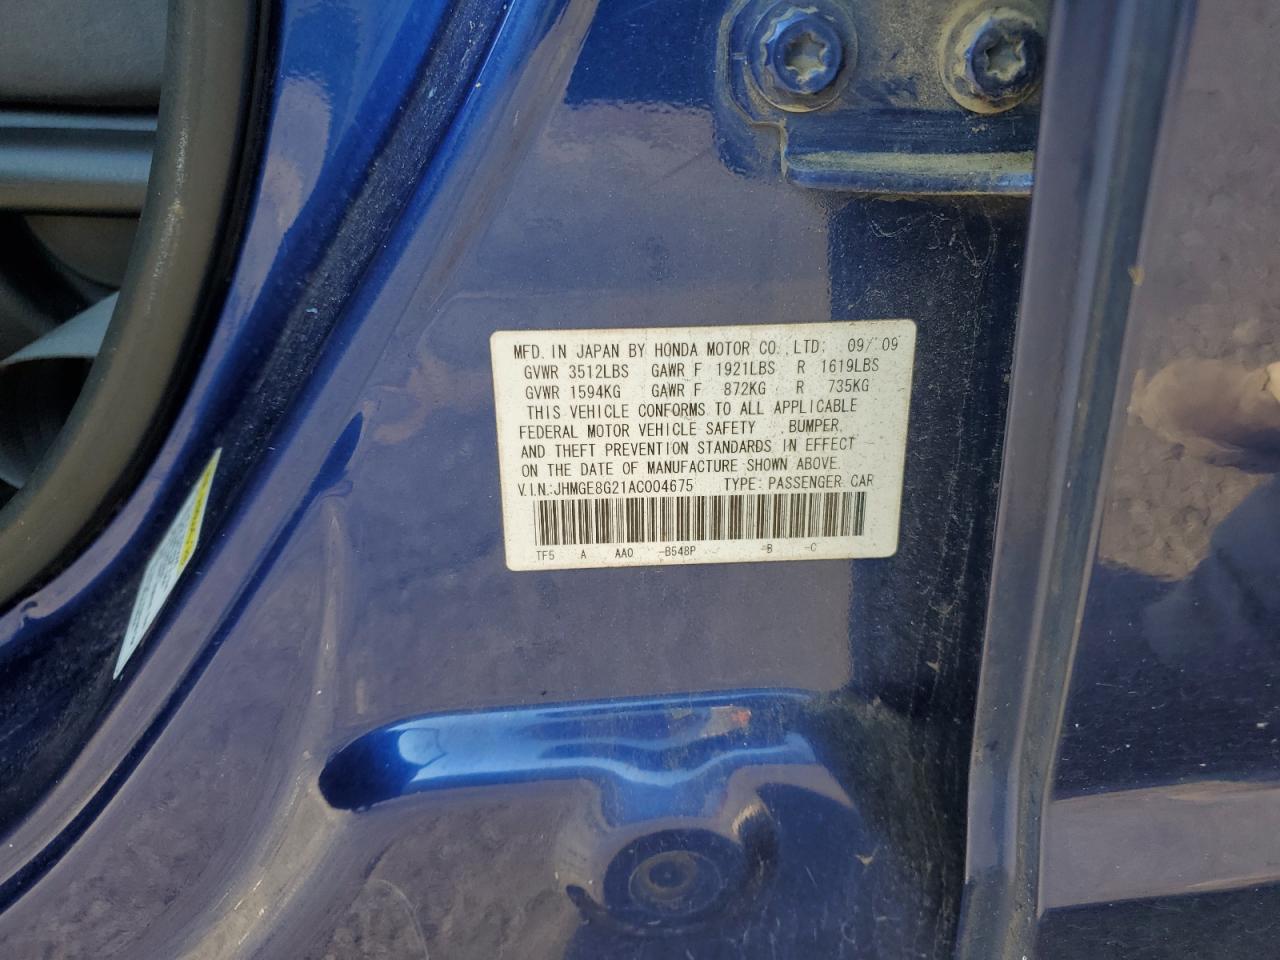 MFD. IN JAPAN BY HONDA MOTOR CO., LTD. 09/09
GVWR 3512LBS GAWR F 1921LBS R 1619LBS
GVWR 1594KG GAWR F 872KG R 735KG
THIS VEHICLE CONFORMS TO ALL APPLICABLE
FEDERAL MOTOR VEHICLE SAFETY, BUMPER,
AND THEFT PREVENTION STANDARDS IN EFFECT
ON THE DATE OF MANUFACTURE SHOWN ABOVE.
V.I.N.:JHMGE8G21AC004675 TYPE:PASSENGER CAR
TF5 A AA0 -B548P -B -C